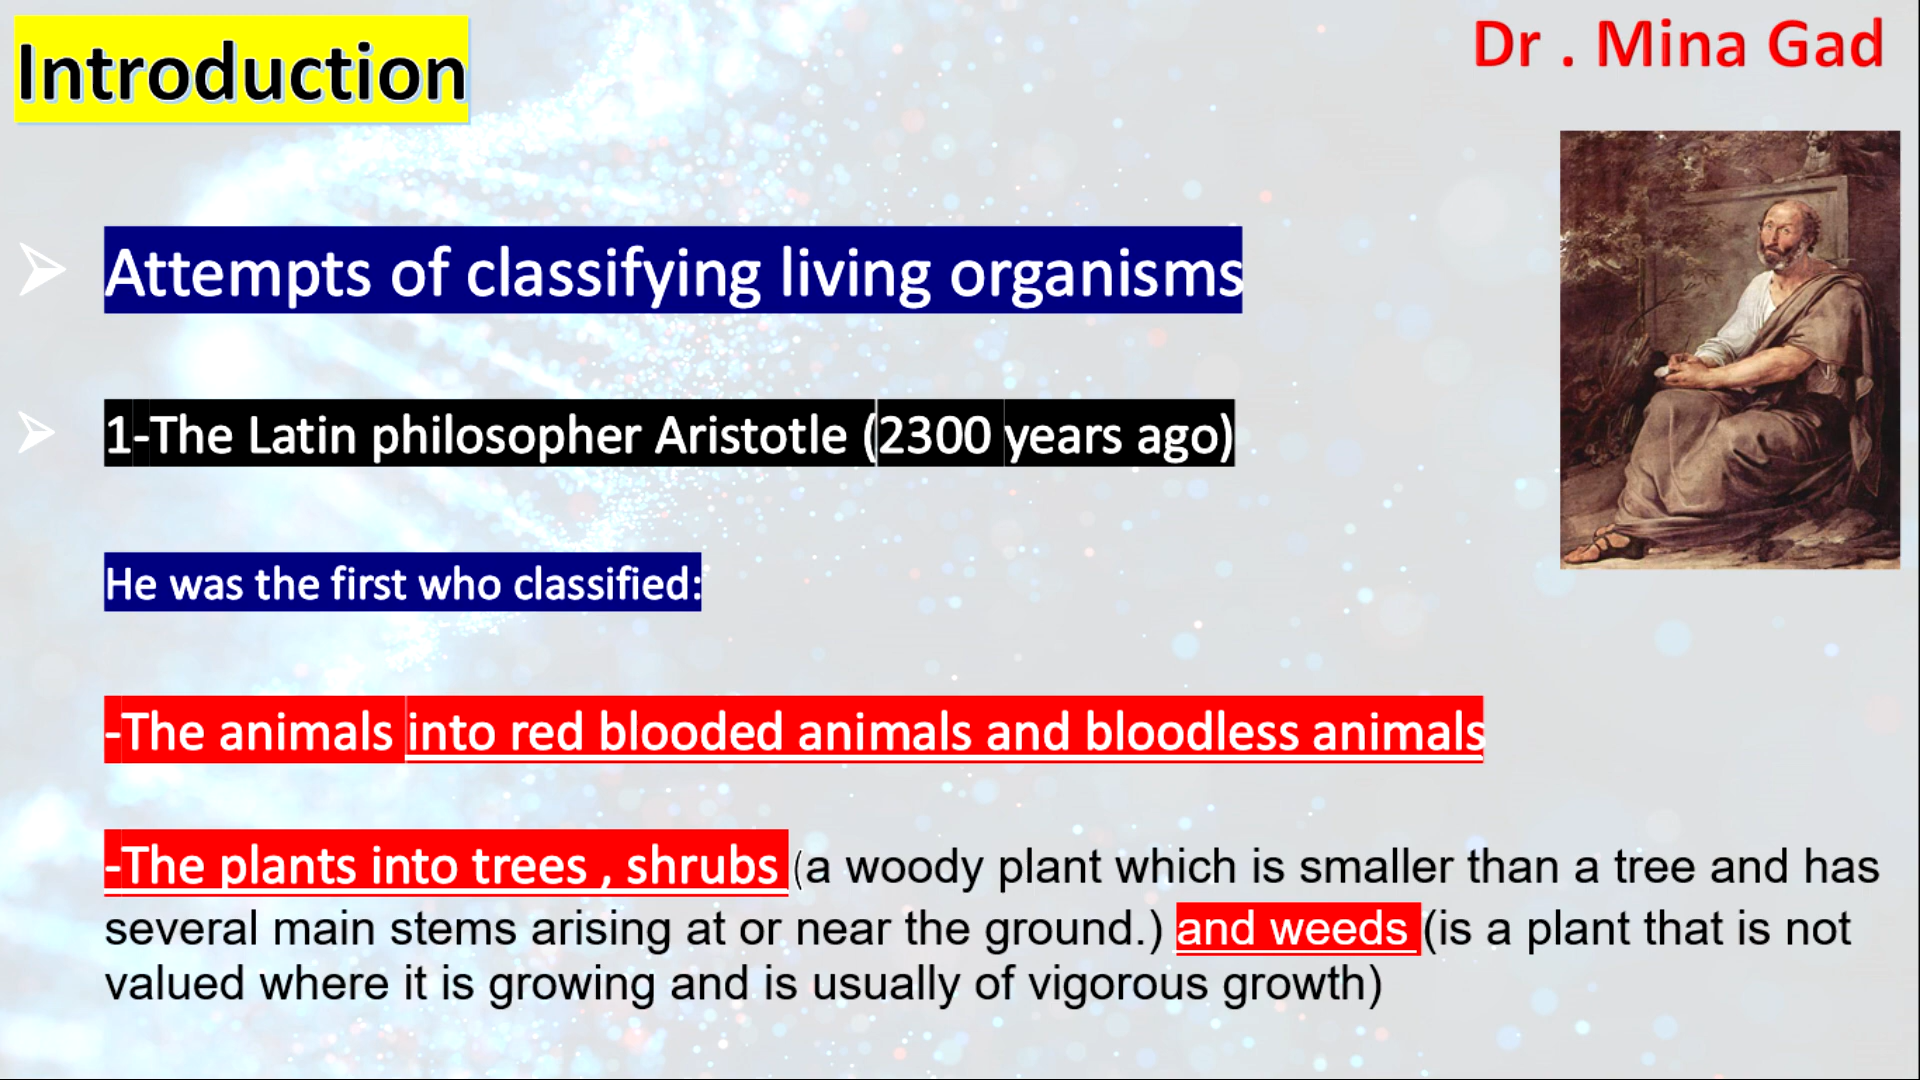 Introduction
Dr . Mina Gad
Attempts of classifying living organisms
1-The Latin philosopher Aristotle (2300 years ago)
He was the first who classified:
-The animals into red blooded animals and bloodless animals
-The plants into trees , shrubs (a woody plant which is smaller than a tree and has
several main stems arising at or near the ground.) and weeds (is a plant that is not
valued where it is growing and is usually of vigorous growth)